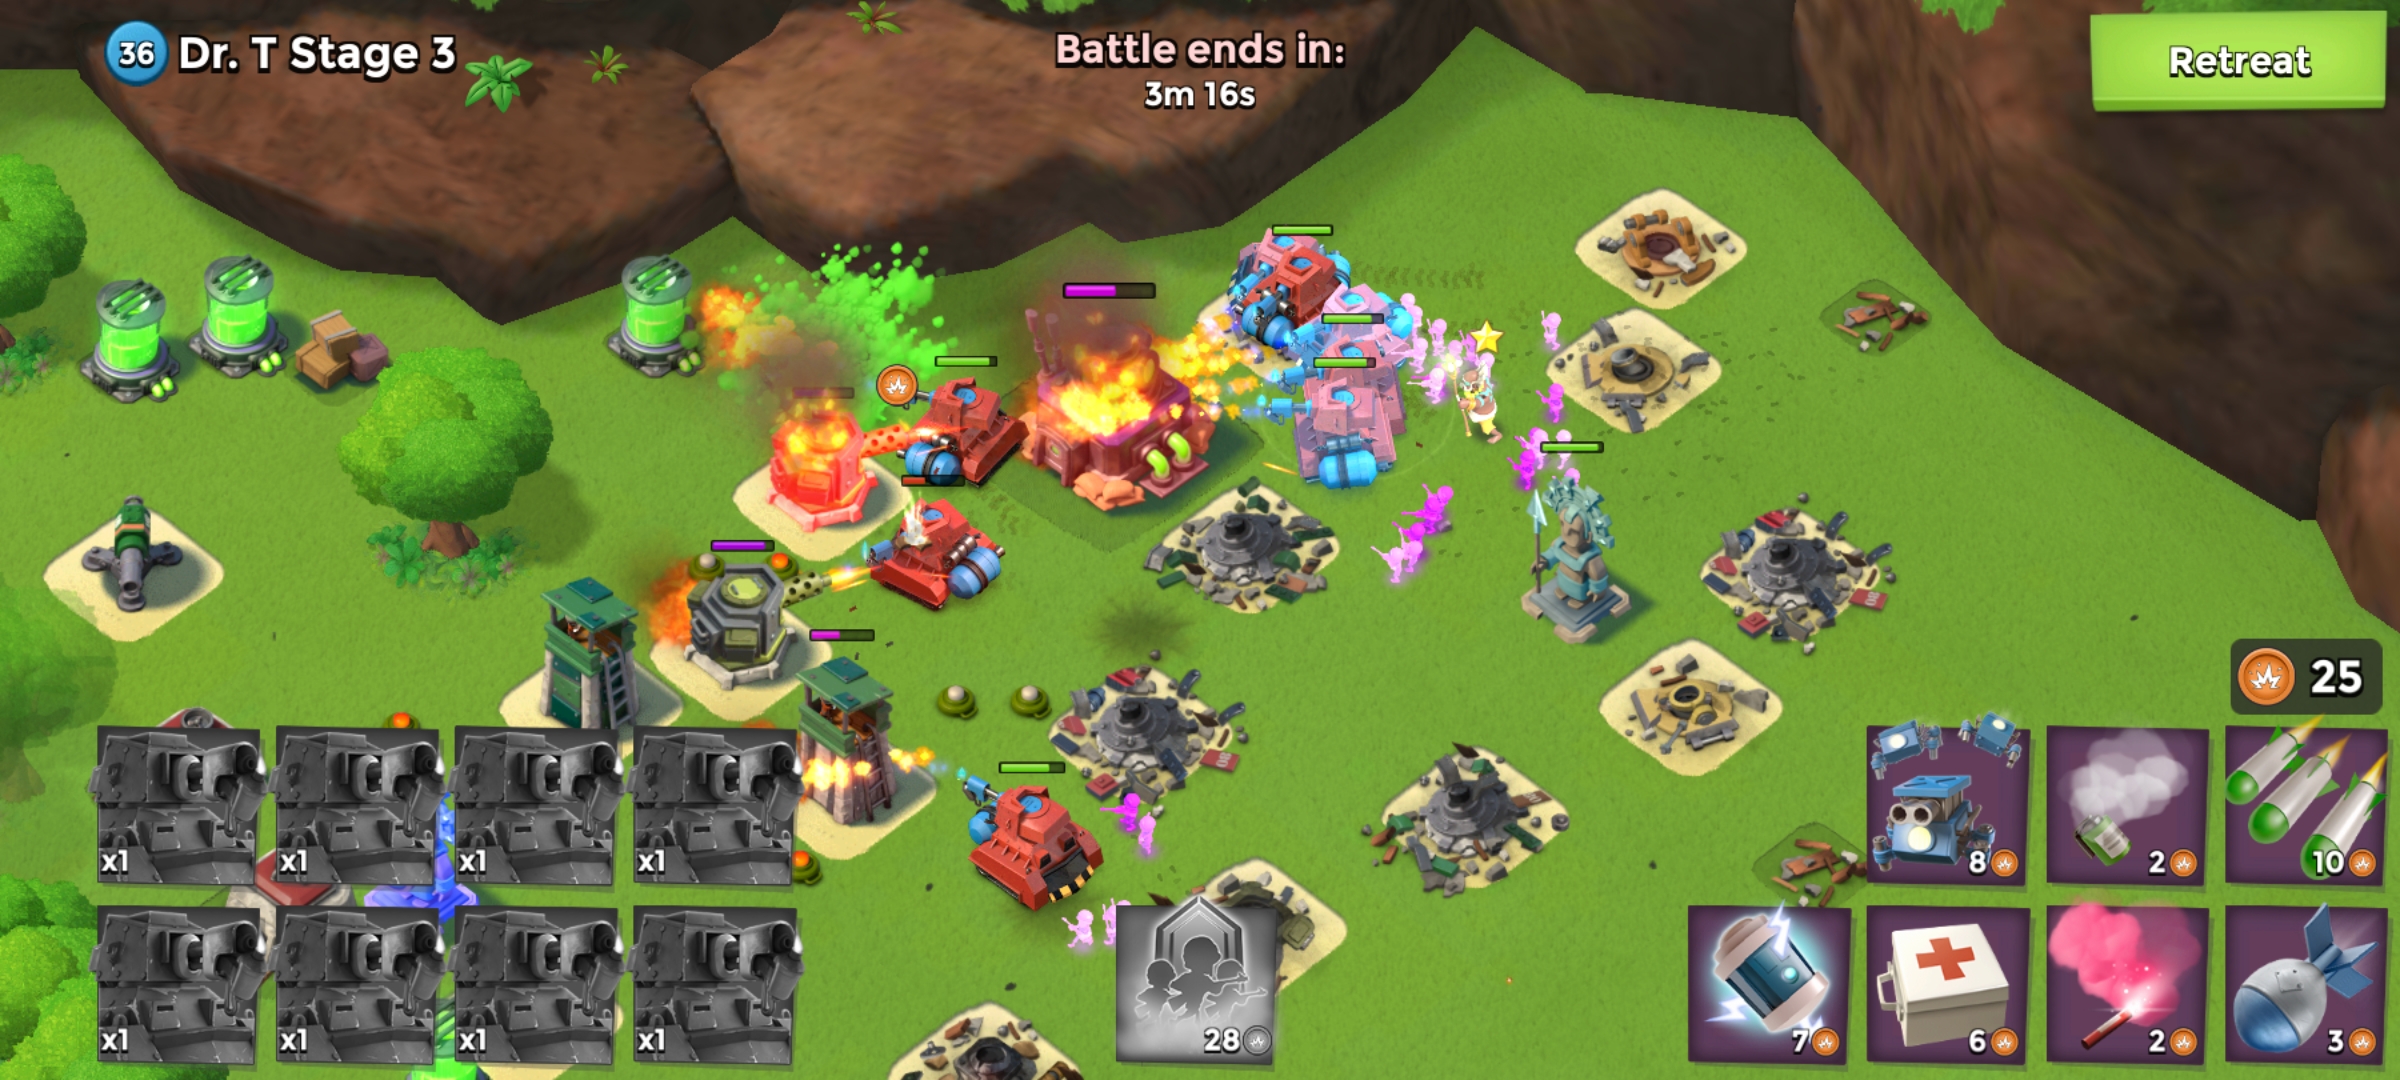 36 Dr. T Stage 3
Battle ends in:
3m 16s
Retreat
25
8
2
10
x1
x1
x1
x1
7
6
2
3
x1
x1
x1
x1
28